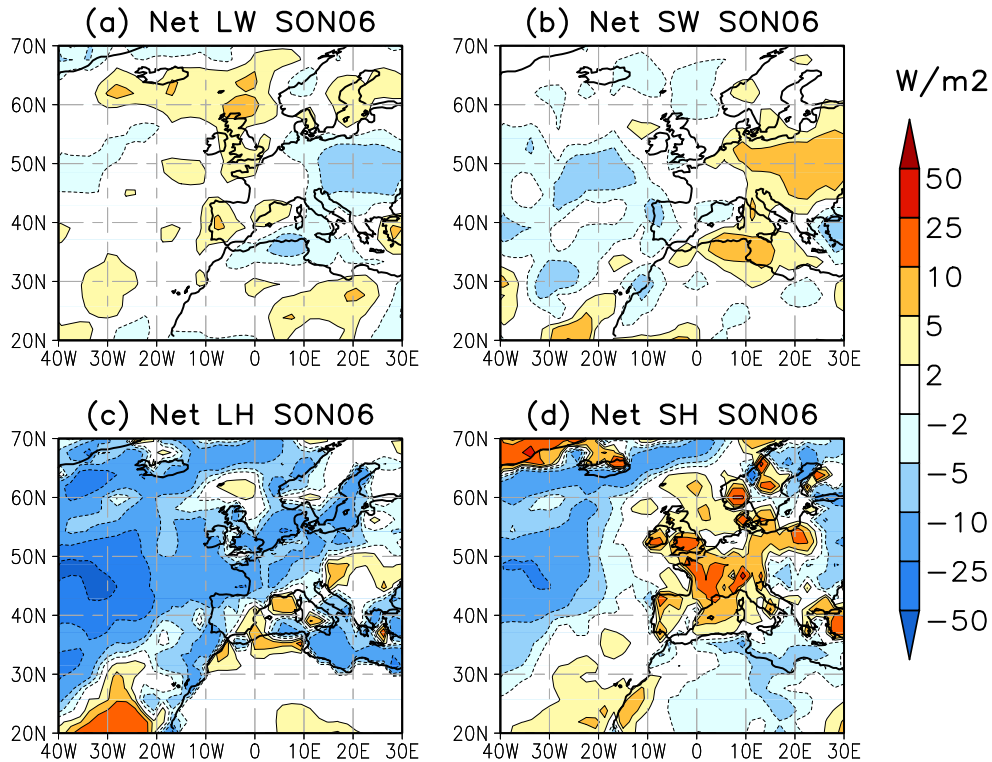 (a) Net LW SON06
(b) Net SW SON06
70N
60N
50N
40N
30N
20N
40W 30W 20W 10W 0 10E 20E 30E
70N
60N
50N
40N
30N
20N
40W 30W 20W 10W 0 10E 20E 30E
W/m2
50
25
10
5
2
-2
-5
-10
-25
-50
(c) Net LH SON06
(d) Net SH SON06
70N
60N
50N
40N
30N
20N
40W 30W 20W 10W 0 10E 20E 30E
70N
60N
50N
40N
30N
20N
40W 30W 20W 10W 0 10E 20E 30E